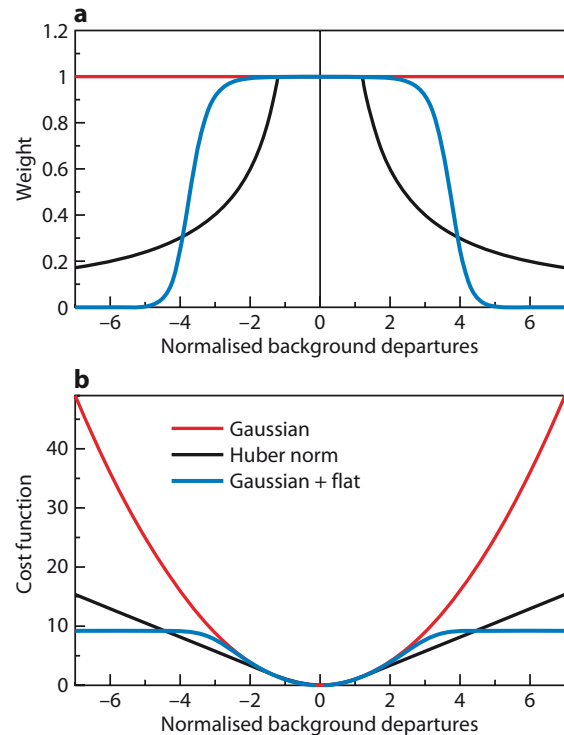 a
1.2
1
0.8
0.6
0.4
0.2
0
Weight
−6 −4 −2 0 2 4 6
Normalised background departures
b
Gaussian
Huber norm
Gaussian + flat
40
30
20
10
0
Cost function
−6 −4 −2 0 2 4 6
Normalised background departures